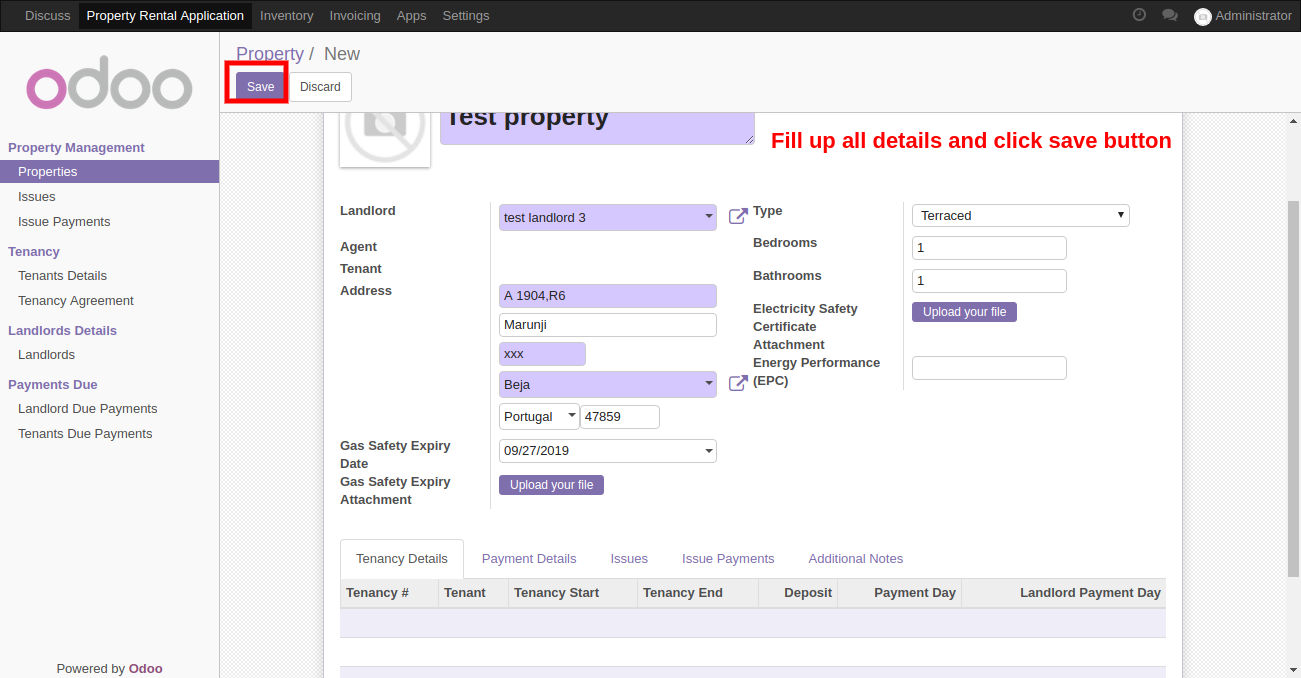 Discuss Property Rental Application Inventory Invoicing Apps Settings Administrator
odoo
Property / New
Save Discard
Test property
Fill up all details and click save button
Property Management
Properties
Issues
Issue Payments
Tenancy
Tenants Details
Tenancy Agreement
Landlords Details
Landlords
Payments Due
Landlord Due Payments
Tenants Due Payments
Powered by Odoo
Landlord test landlord 3
Agent
Tenant
Address A 1904,R6
Marunji
xxx
Beja
Portugal 47859
Gas Safety Expiry
Date 09/27/2019
Gas Safety Expiry
Attachment Upload your file
Type Terraced
Bedrooms 1
Bathrooms 1
Electricity Safety
Certificate
Attachment Upload your file
Energy Performance
(EPC)
Tenancy Details Payment Details Issues Issue Payments Additional Notes
Tenancy # Tenant Tenancy Start Tenancy End Deposit Payment Day Landlord Payment Day